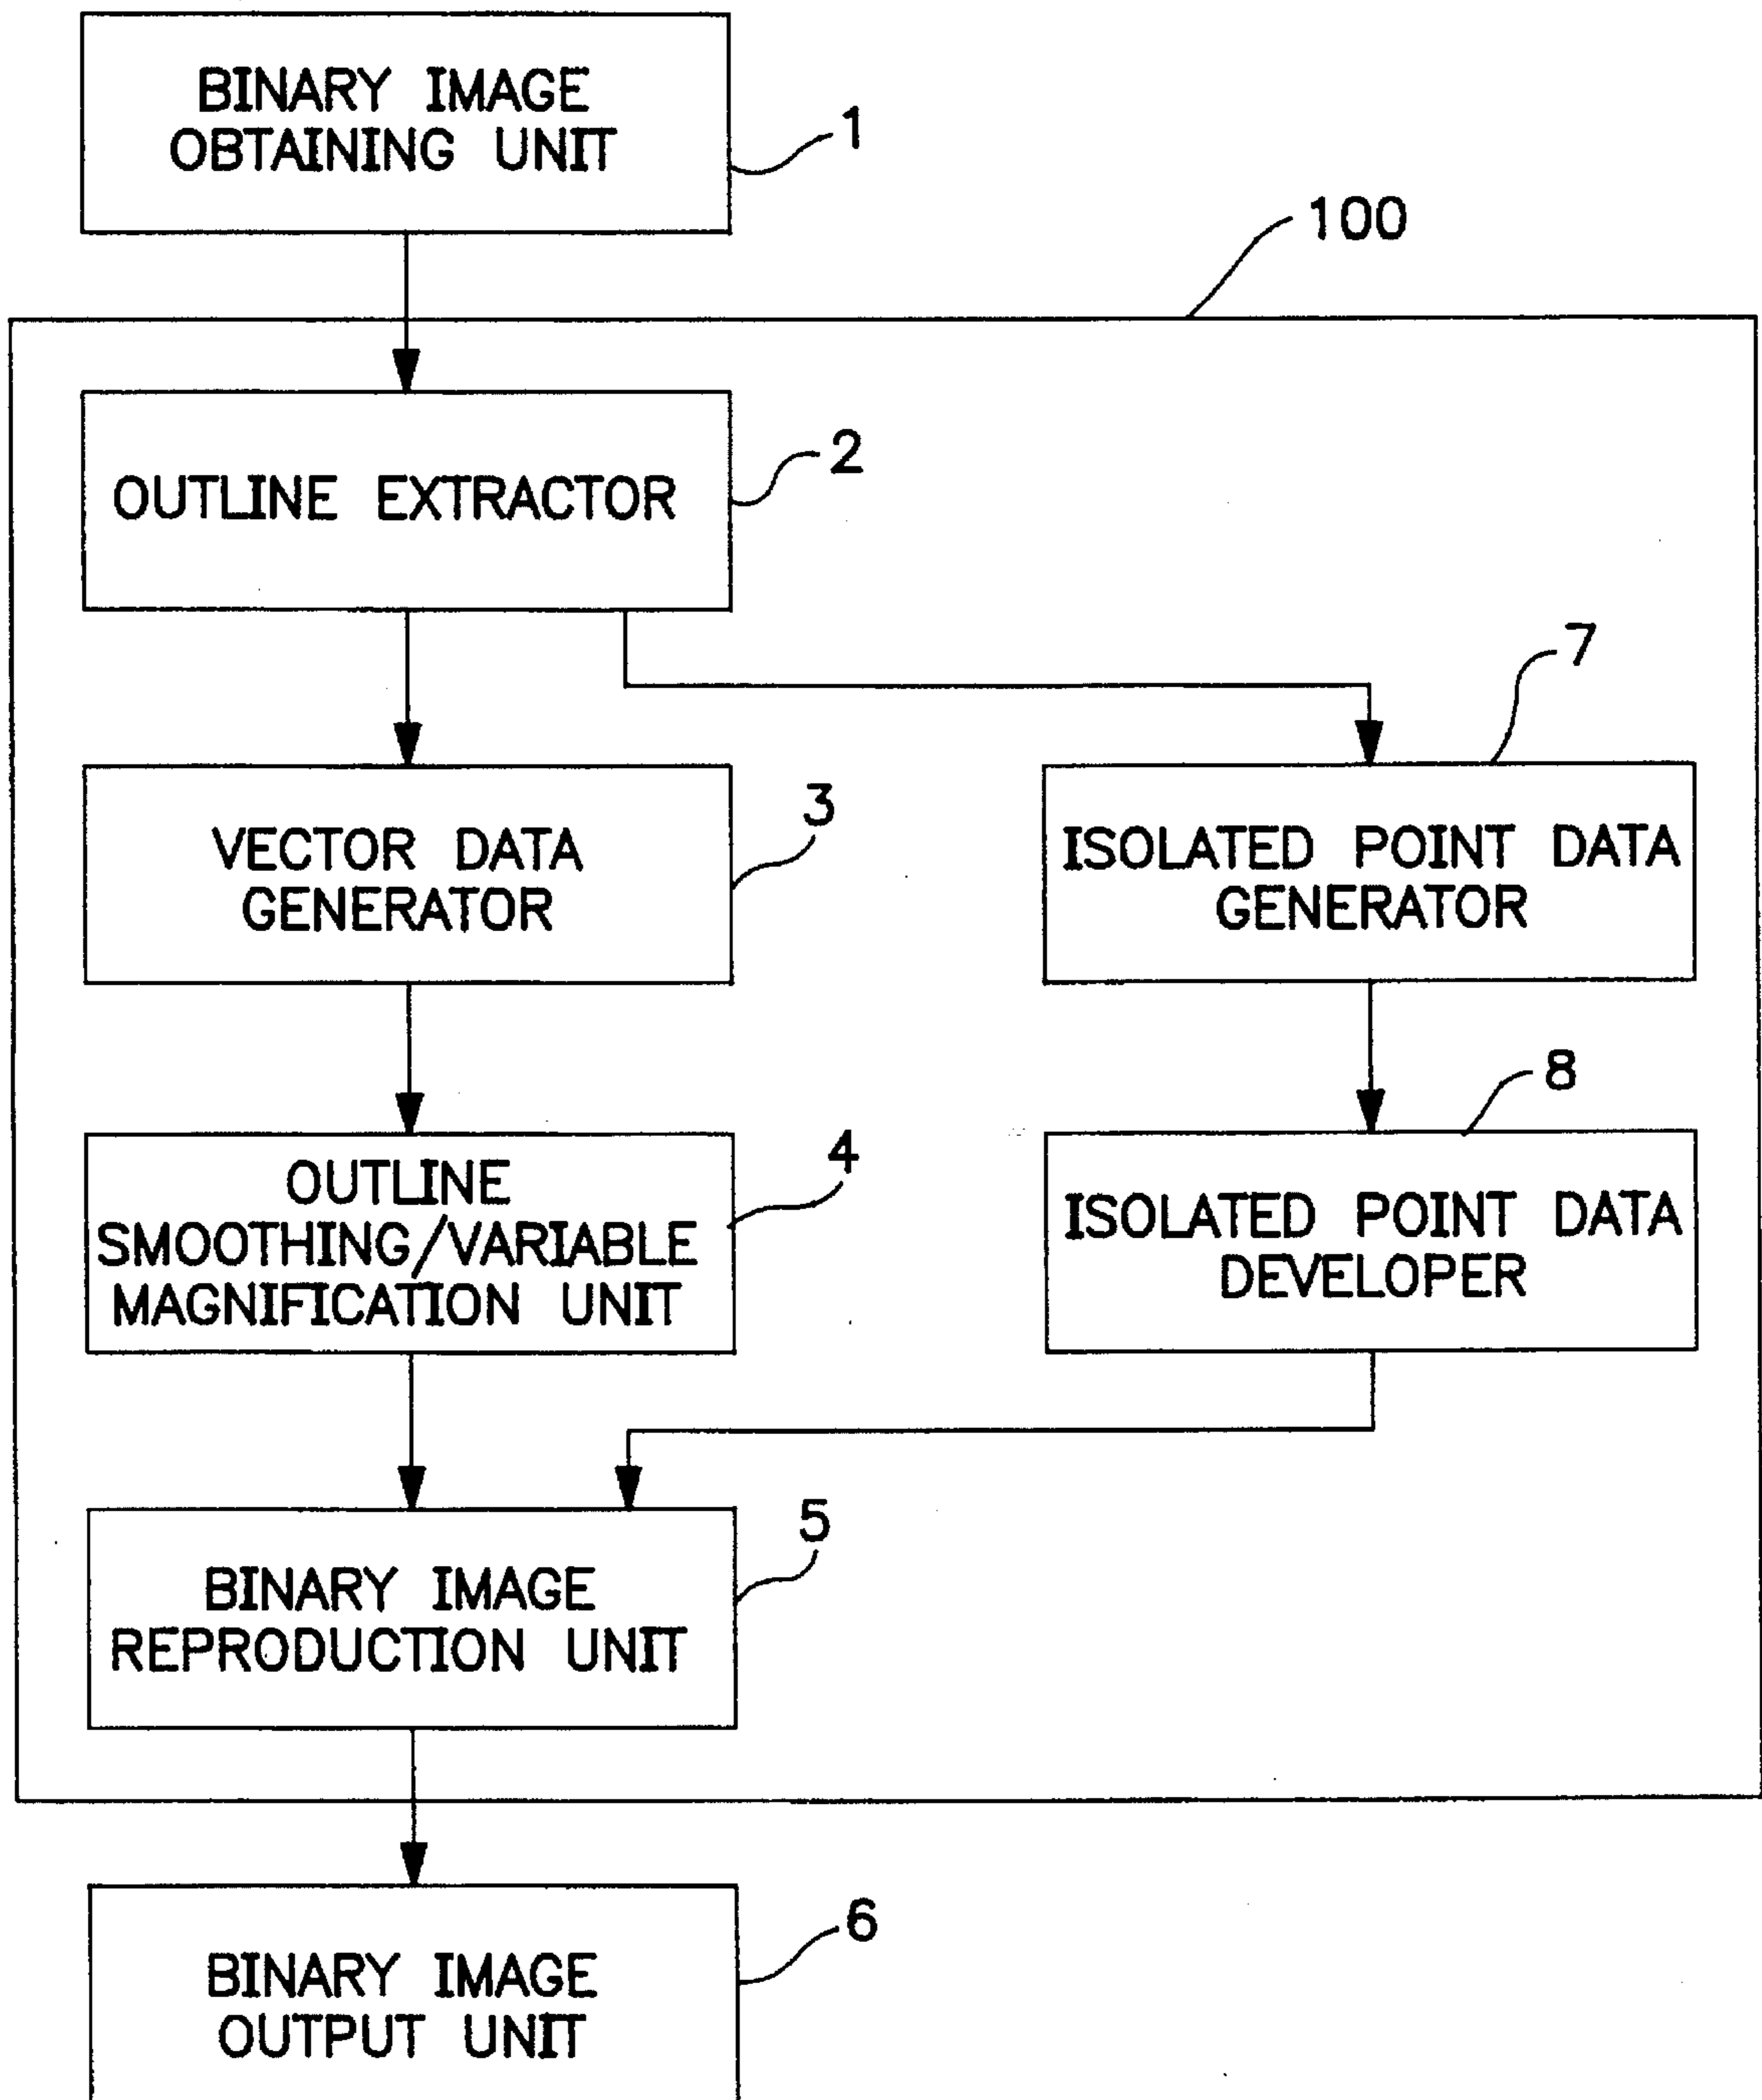 BINARY IMAGE
OBTAINING UNIT
1
100
OUTLINE EXTRACTOR
2
VECTOR DATA
GENERATOR
3
ISOLATED POINT DATA
GENERATOR
7
OUTLINE
SMOOTHING/VARIABLE
MAGNIFICATION UNIT
4
ISOLATED POINT DATA
DEVELOPER
8
BINARY IMAGE
REPRODUCTION UNIT
5
BINARY IMAGE
OUTPUT UNIT
6